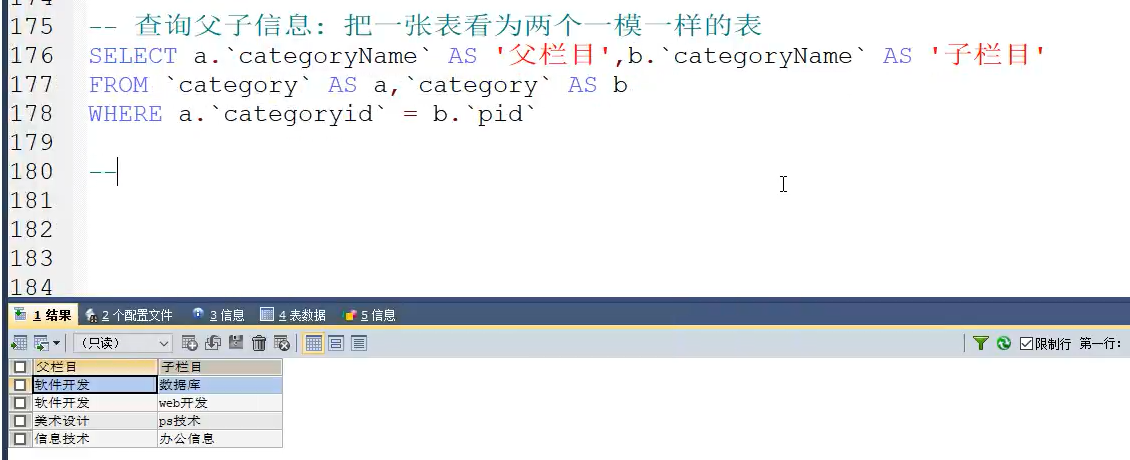 174
175 -- 查询父子信息: 把一张表看为两个一模一样的表
176 SELECT a.`categoryName` AS '父栏目',b.`categoryName` AS '子栏目'
177 FROM `category` AS a,`category` AS b
178 WHERE a.`categoryid` = b.`pid`
179
180 --
181
182
183
184
1 结果 2 个配置文件 3 信息 4 表数据 5 信息
（只读） 限制行 第一行:
父栏目 子栏目
软件开发 数据库
软件开发 web开发
美术设计 ps技术
信息技术 办公信息